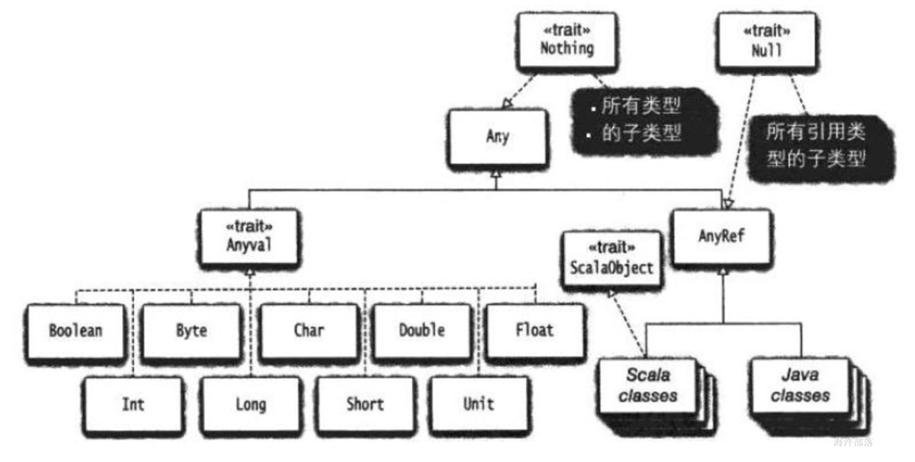 «trait»
Nothing
«trait»
Null
所有类型
的子类型
Any
所有引用类
型的子类型
«trait»
Anyval
«trait»
ScalaObject
AnyRef
Boolean
Byte
Char
Double
Float
Int
Long
Short
Unit
Scala
classes
Java
classes